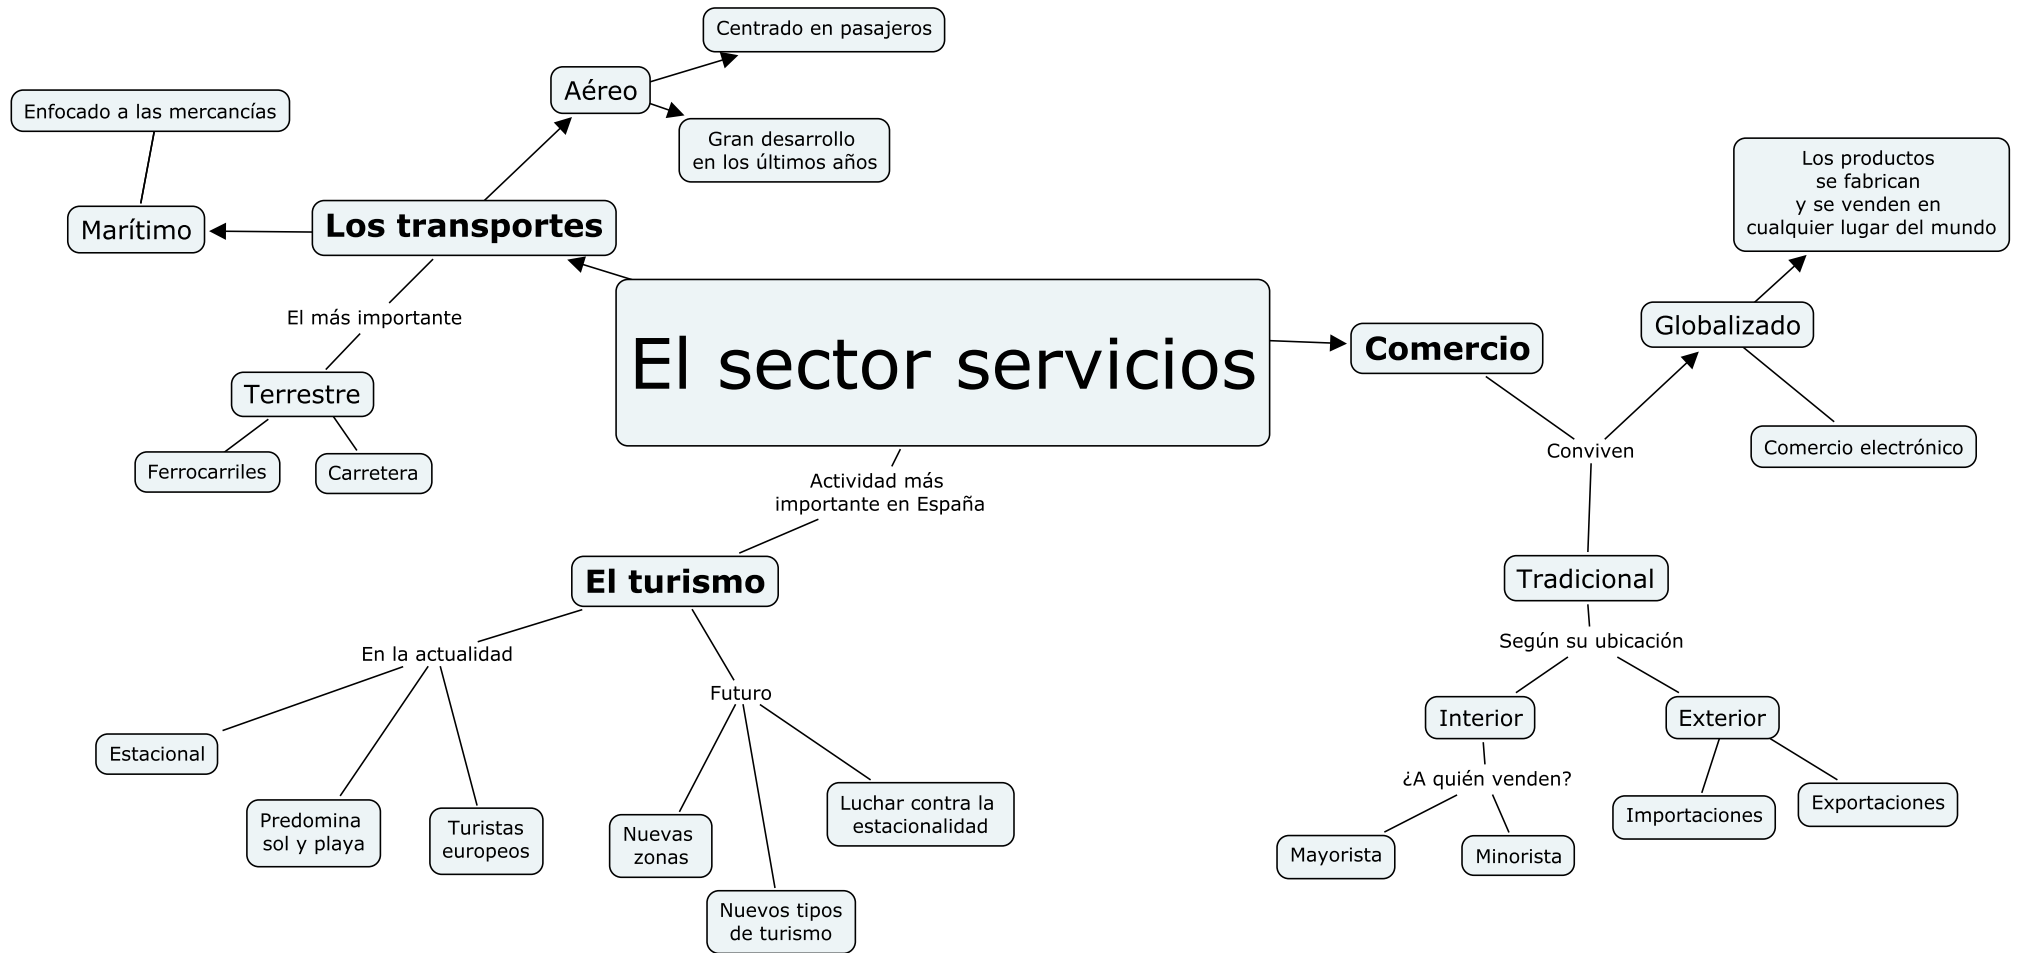 El sector servicios
Los transportes
Aéreo
Centrado en pasajeros
Gran desarrollo
en los últimos años
Marítimo
Enfocado a las mercancías
El más importante
Terrestre
Ferrocarriles
Carretera
Actividad más
importante en España
El turismo
En la actualidad
Estacional
Predomina
sol y playa
Turistas
europeos
Futuro
Nuevas
zonas
Nuevos tipos
de turismo
Luchar contra la
estacionalidad
Comercio
Conviven
Globalizado
Los productos
se fabrican
y se venden en
cualquier lugar del mundo
Comercio electrónico
Tradicional
Según su ubicación
Interior
¿A quién venden?
Mayorista
Minorista
Exterior
Importaciones
Exportaciones